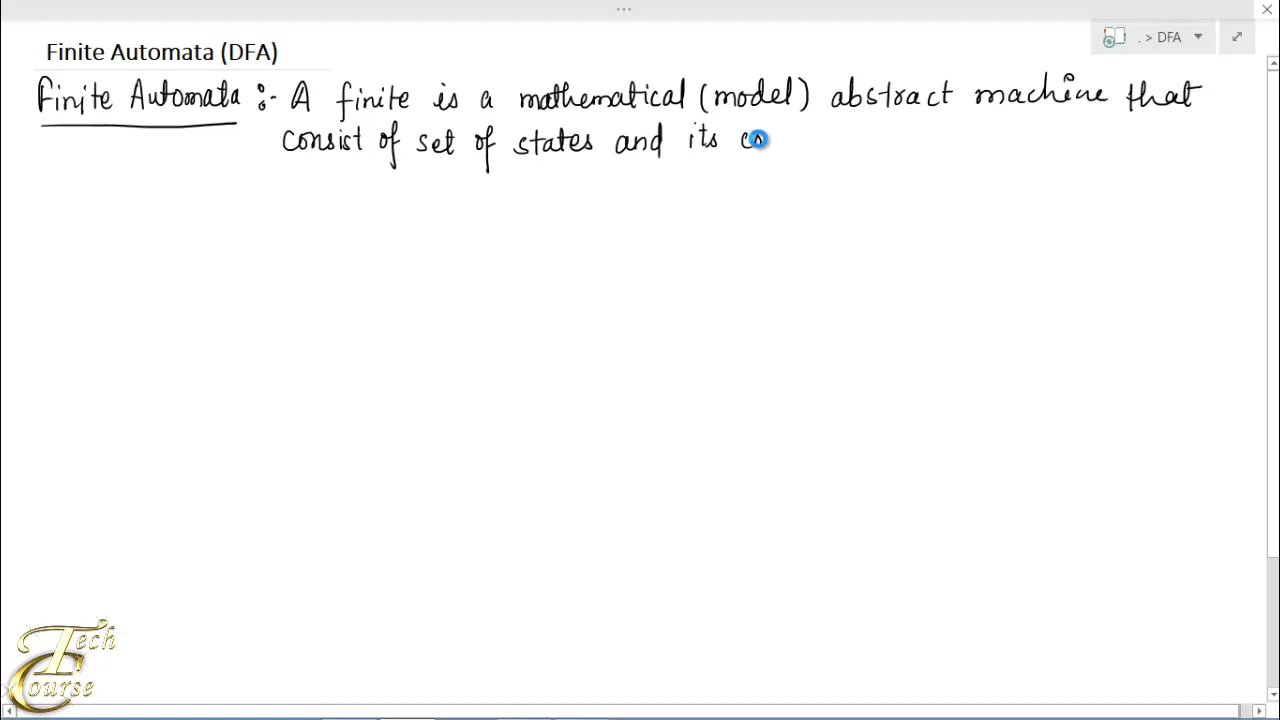 Finite Automata (DFA)
. > DFA
Finite Automata :- A finite is a mathematical (model) abstract machine that
consist of set of states and its co
Tech
Course